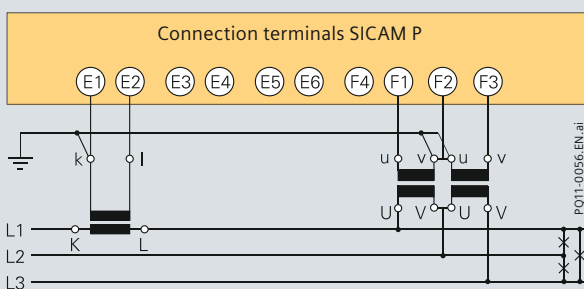 Connection terminals SICAM P
E1 E2 E3 E4 E5 E6 F4 F1 F2 F3
k l u v u v
U V U V
L1
K L
L2
L3
PQ11-0056.EN.ai